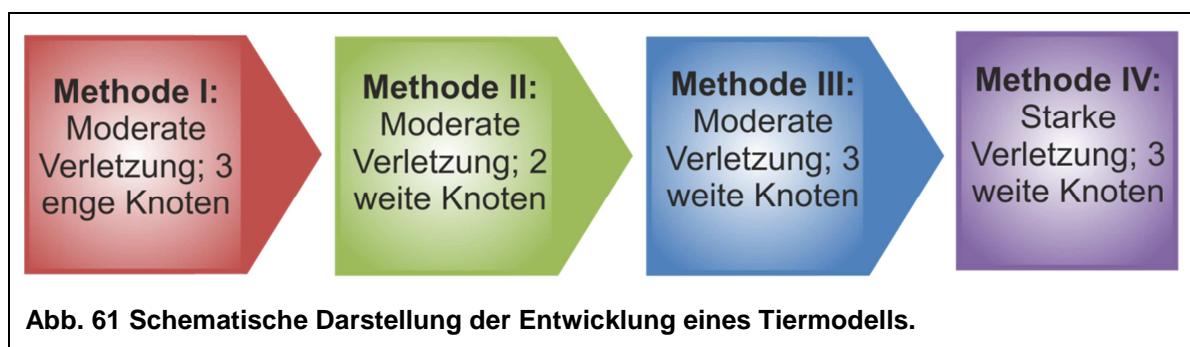 Methode I:
Moderate
Verletzung; 3
enge Knoten
Methode II:
Moderate
Verletzung; 2
weite Knoten
Methode III:
Moderate
Verletzung; 3
weite Knoten
Methode IV:
Starke
Verletzung; 3
weite Knoten
Abb. 61 Schematische Darstellung der Entwicklung eines Tiermodells.